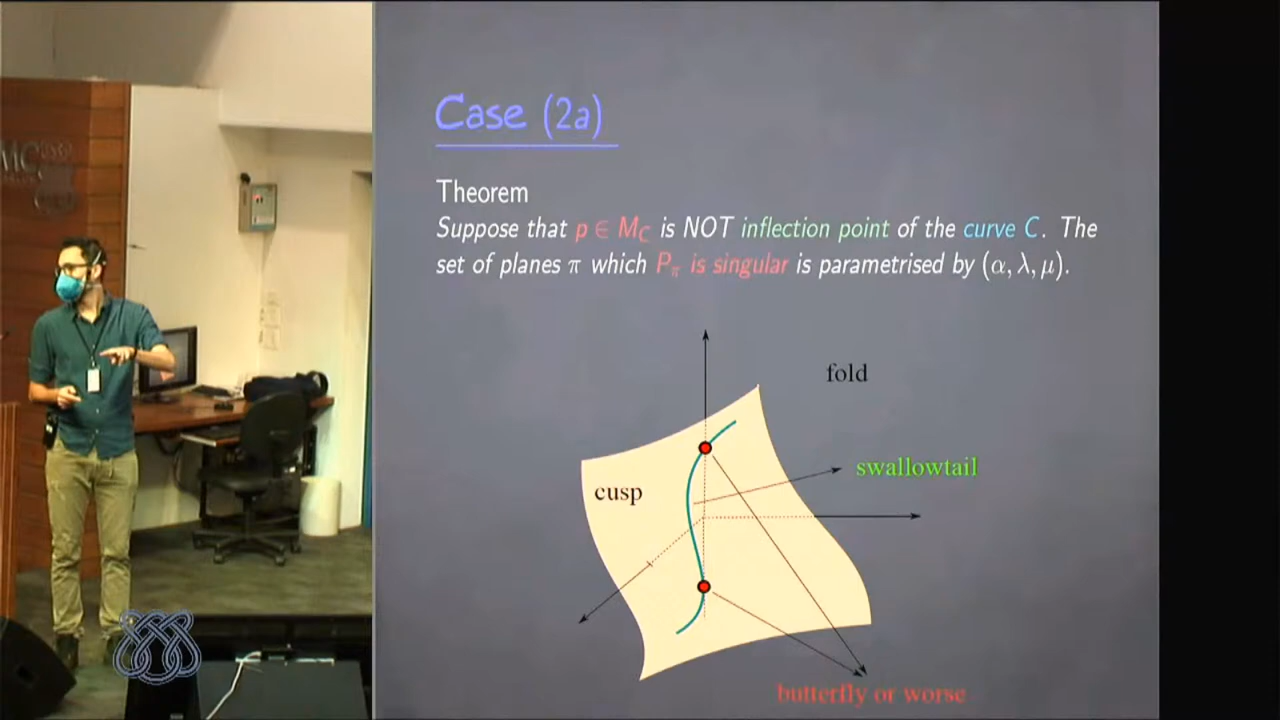 MC
Case (2a)
Theorem
Suppose that p ∈ M_C is NOT inflection point of the curve C. The
set of planes π which P_π is singular is parametrised by (α, λ, μ).
fold
swallowtail
cusp
butterfly or worse